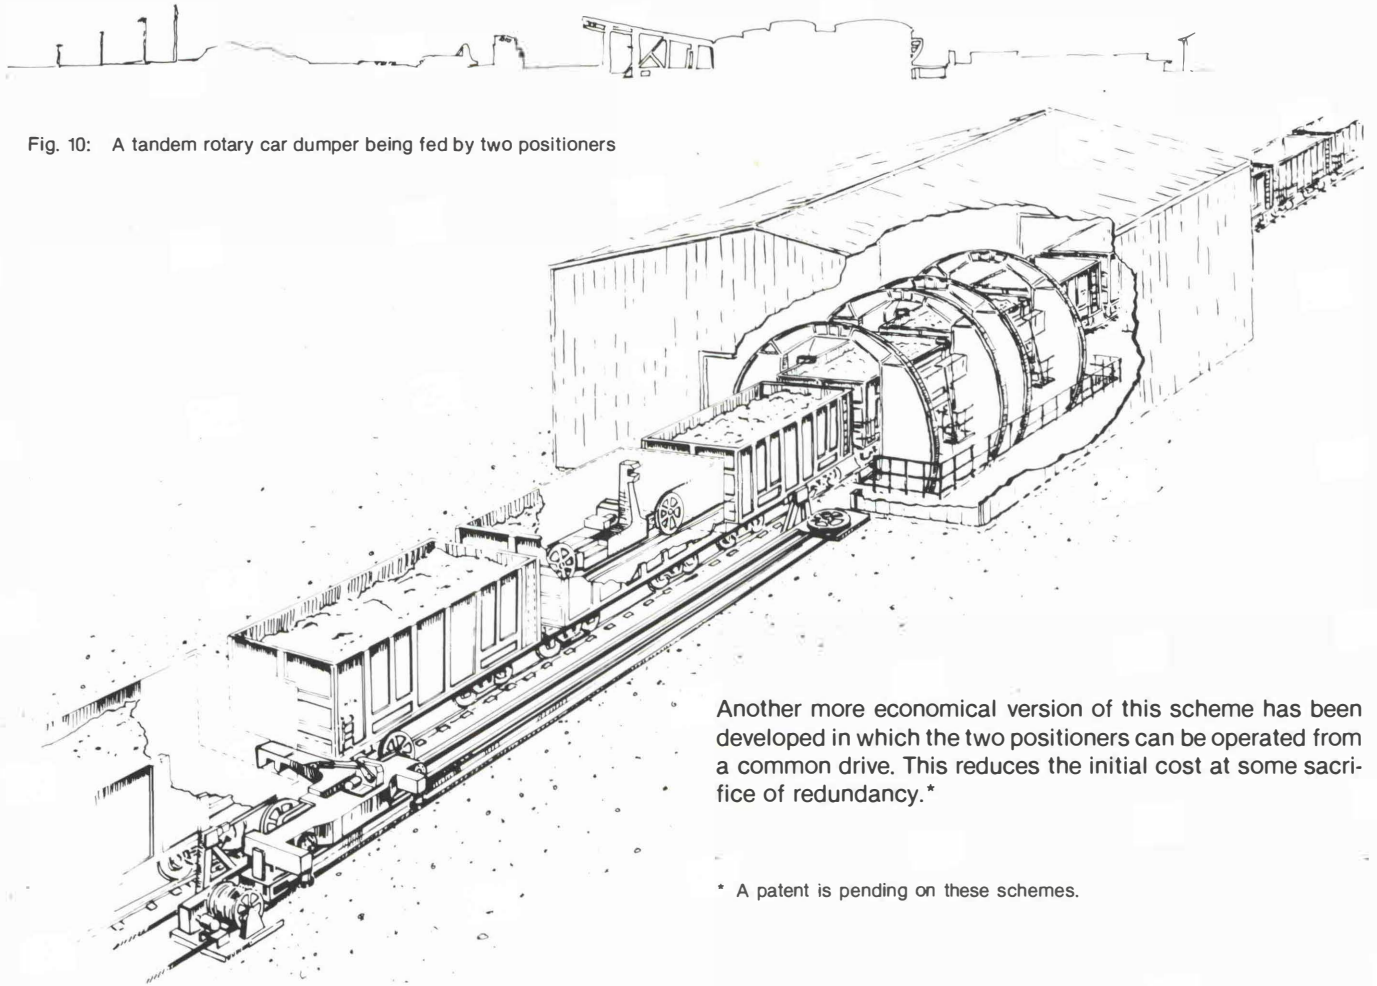 Fig. 10: A tandem rotary car dumper being fed by two positioners
Another more economical version of this scheme has been
developed in which the two positioners can be operated from
a common drive. This reduces the initial cost at some sacri-
fice of redundancy.*
* A patent is pending on these schemes.